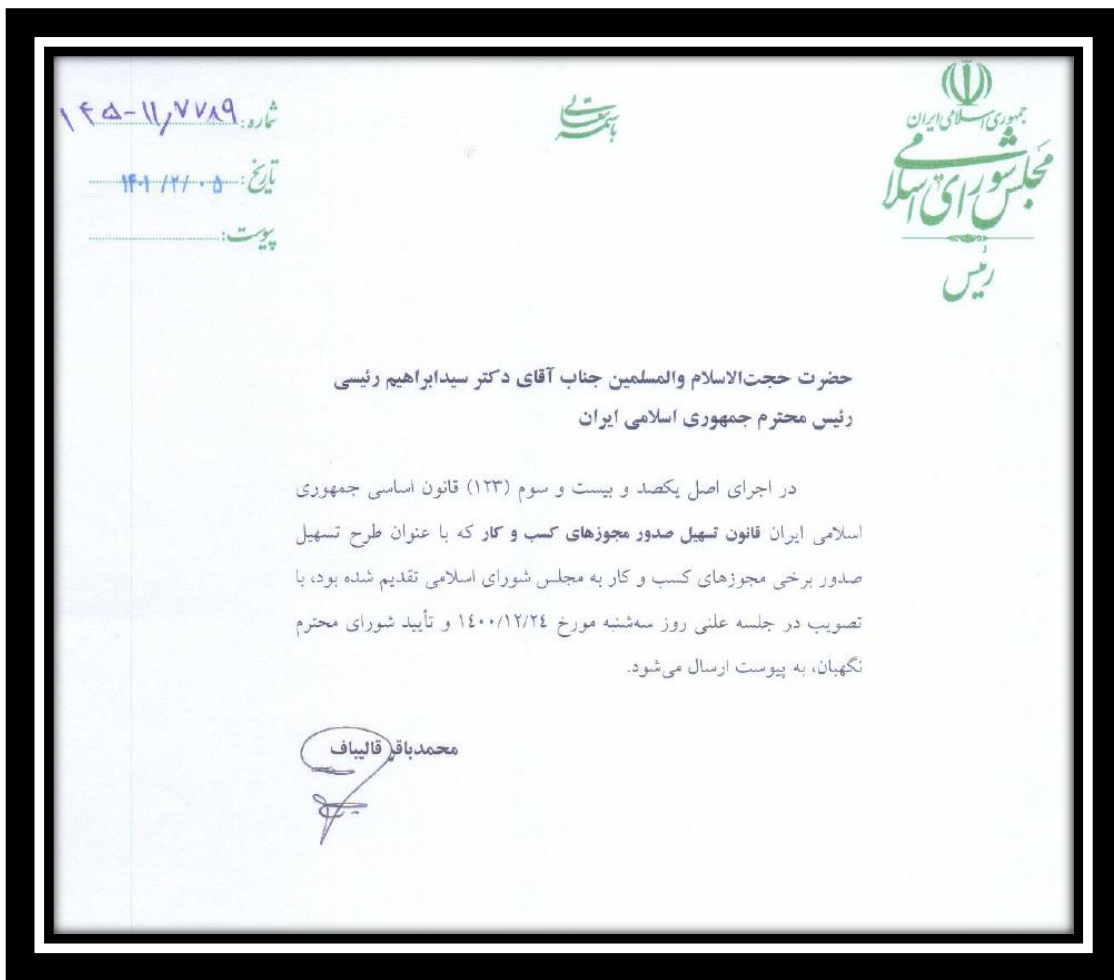 باسمه تعالی
جمهوری اسلامی ایران
مجلس شورای اسلامی
رئیس
شماره: ۱۱/۷۷۸۹-۱۴۵
تاریخ: ۱۴۰۱/۲/۰۵
پیوست:
حضرت حجت‌الاسلام والمسلمین جناب آقای دکتر سیدابراهیم رئیسی
رئیس محترم جمهوری اسلامی ایران
در اجرای اصل یکصد و بیست و سوم (۱۲۳) قانون اساسی جمهوری
اسلامی ایران قانون تسهیل صدور مجوزهای کسب و کار که با عنوان طرح تسهیل
صدور برخی مجوزهای کسب و کار به مجلس شورای اسلامی تقدیم شده بود، با
تصویب در جلسه علنی روز سه‌شنبه مورخ ۱٤۰۰/۱۲/۲٤ و تأیید شورای محترم
نگهبان، به پیوست ارسال می‌شود.
محمدباقر قالیباف